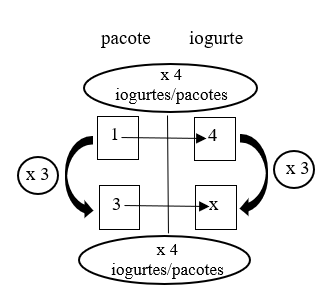 pacote iogurte
x 4
iogurtes/pacotes
1 4
x 3 x 3
3 x
x 4
iogurtes/pacotes